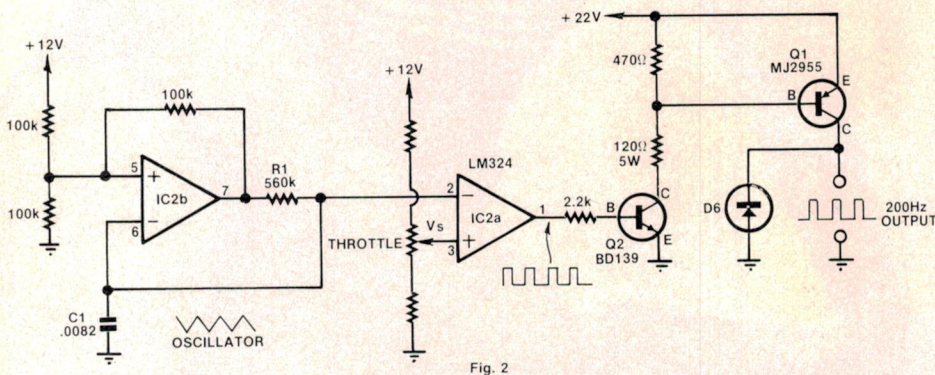 +12V
100k
100k
100k
5
+
IC2b
7
-
6
R1
560k
C1
.0082
OSCILLATOR
+12V
LM324
2
-
IC2a
1
+
3
Vs
THROTTLE
2.2k
B
C
E
Q2
BD139
+22V
470Ω
120Ω
5W
Q1
MJ2955
B
E
C
D6
200Hz
OUTPUT
Fig. 2